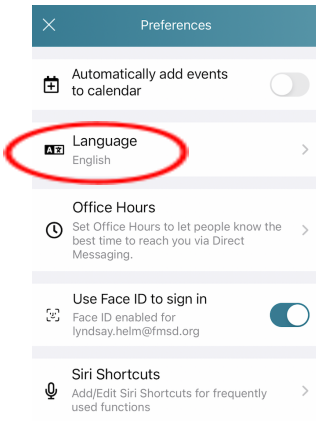 Preferences
Automatically add events
to calendar
Language
English
Office Hours
Set Office Hours to let people know the
best time to reach you via Direct
Messaging.
Use Face ID to sign in
Face ID enabled for
lyndsay.helm@fmsd.org
Siri Shortcuts
Add/Edit Siri Shortcuts for frequently
used functions